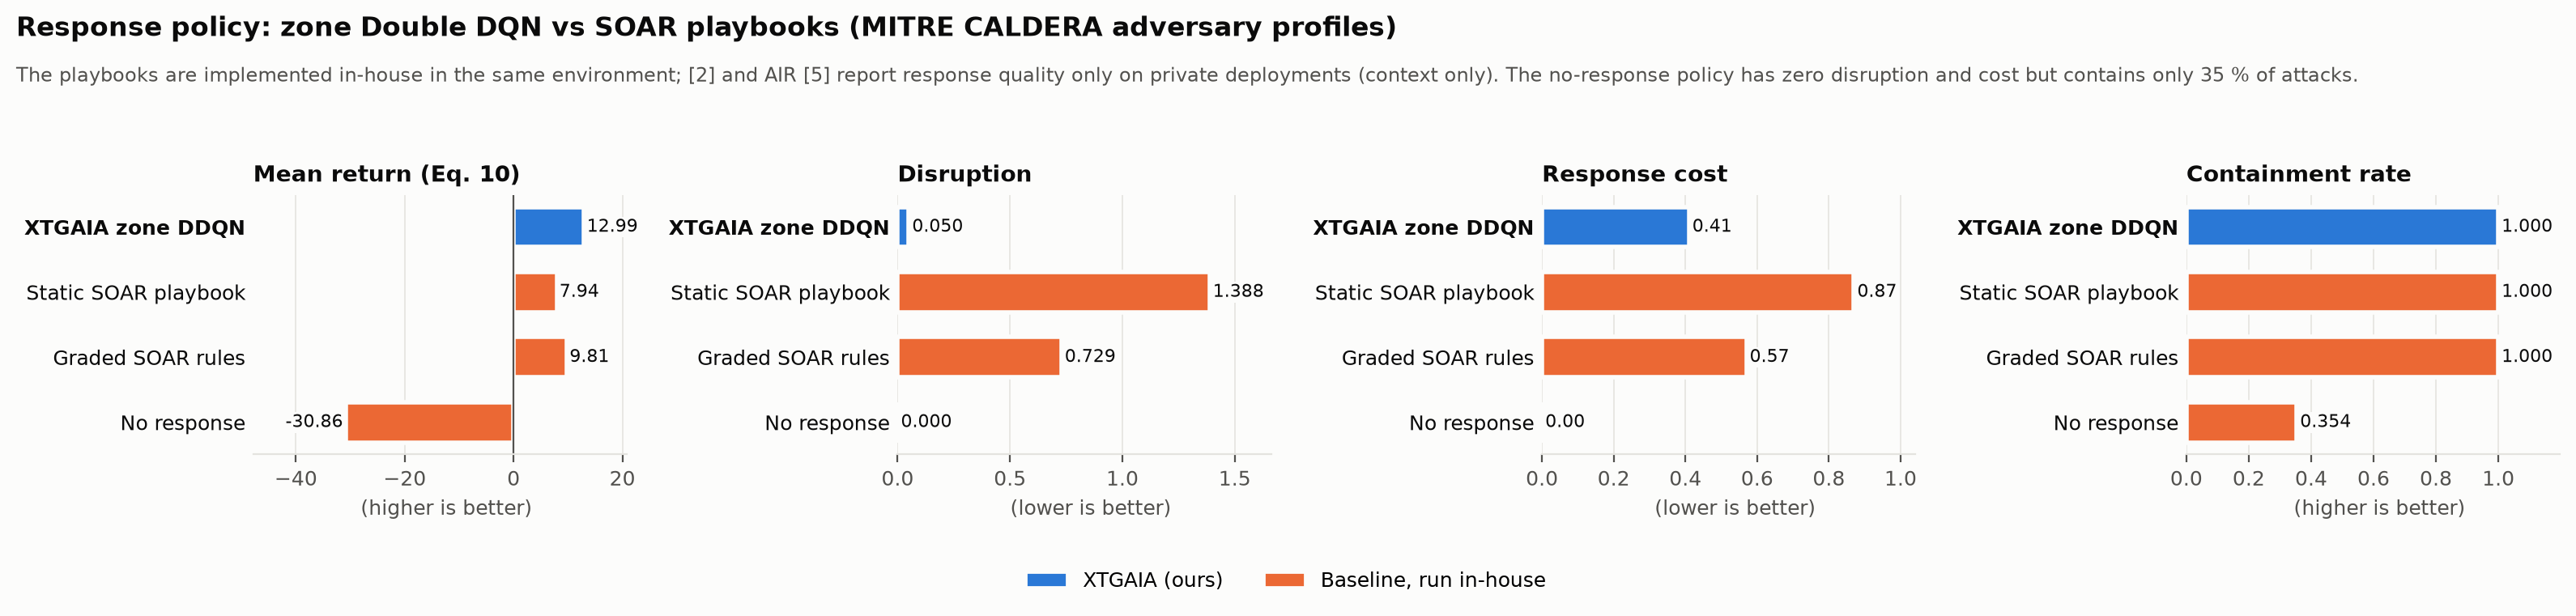 Response policy: zone Double DQN vs SOAR playbooks (MITRE CALDERA adversary profiles)
The playbooks are implemented in-house in the same environment; [2] and AIR [5] report response quality only on private deployments (context only). The no-response policy has zero disruption and cost but contains only 35 % of attacks.
Mean return (Eq. 10)
XTGAIA zone DDQN 12.99
Static SOAR playbook 7.94
Graded SOAR rules 9.81
No response -30.86
−40 −20 0 20
(higher is better)
Disruption
XTGAIA zone DDQN 0.050
Static SOAR playbook 1.388
Graded SOAR rules 0.729
No response 0.000
0.0 0.5 1.0 1.5
(lower is better)
Response cost
XTGAIA zone DDQN 0.41
Static SOAR playbook 0.87
Graded SOAR rules 0.57
No response 0.00
0.0 0.2 0.4 0.6 0.8 1.0
(lower is better)
Containment rate
XTGAIA zone DDQN 1.000
Static SOAR playbook 1.000
Graded SOAR rules 1.000
No response 0.354
0.0 0.2 0.4 0.6 0.8 1.0
(higher is better)
XTGAIA (ours) Baseline, run in-house